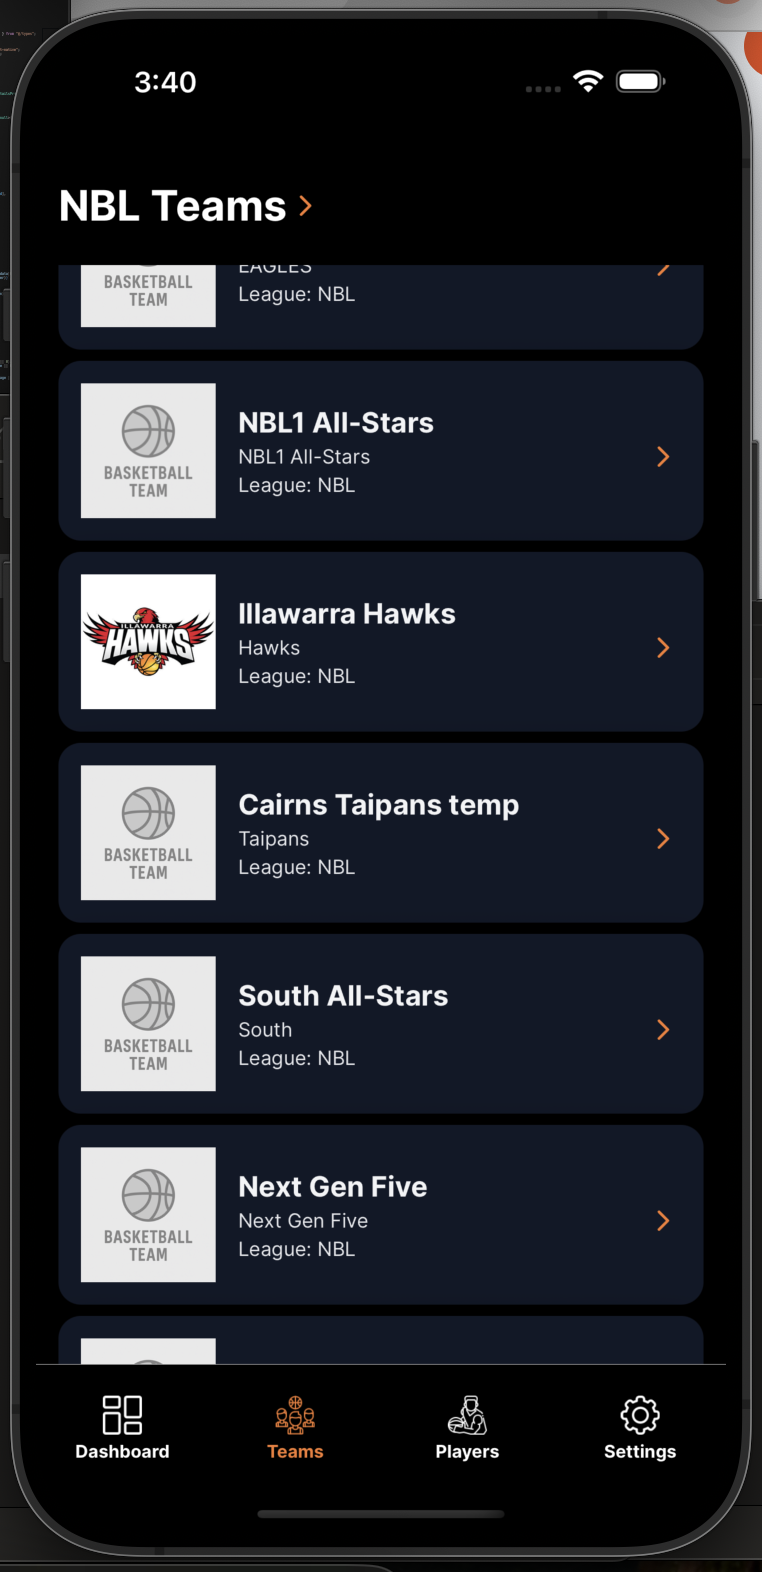 3:40
NBL Teams
EAGLES
BASKETBALL
TEAM
League: NBL
NBL1 All-Stars
NBL1 All-Stars
BASKETBALL
TEAM
League: NBL
Illawarra Hawks
ILLAWARRA
HAWKS
Hawks
League: NBL
Cairns Taipans temp
Taipans
BASKETBALL
TEAM
League: NBL
South All-Stars
South
BASKETBALL
TEAM
League: NBL
Next Gen Five
Next Gen Five
BASKETBALL
TEAM
League: NBL
Dashboard
Teams
Players
Settings